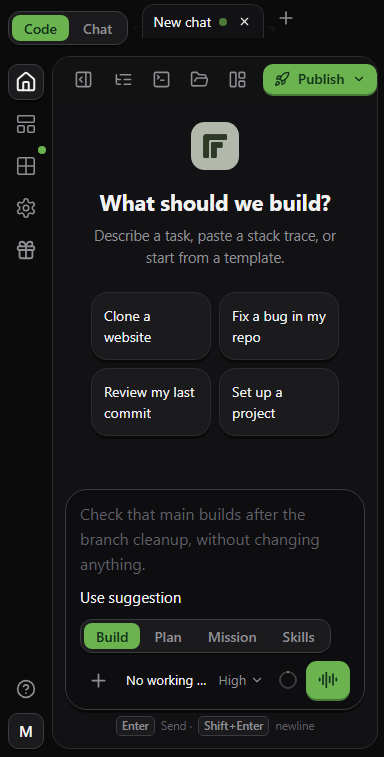 Code
Chat
New chat
Publish
What should we build?
Describe a task, paste a stack trace, or
start from a template.
Clone a
website
Fix a bug in my
repo
Review my last
commit
Set up a
project
Check that main builds after the
branch cleanup, without changing
anything.
Use suggestion
Build
Plan
Mission
Skills
No working ...
High
M
Enter Send · Shift+Enter newline